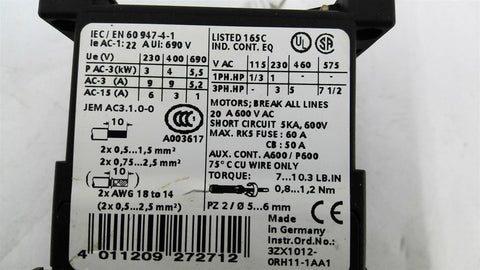 IEC/EN 60 947-4-1
Ie AC-1: 22 A Ui: 690 V
Ue (V) 230 400 690
P AC-3 (kW) 3 4 5,5
AC-3 (A) 9 9 5,2
AC-15 (A) 6 3 1
JEM AC3.1.0-0
10
CCC
A003617
2x 0,5...1,5 mm²
2x 0,75...2,5 mm²
10
2x AWG 18 to 14
(2x 0,5...2,5 mm²)
4 011209 272712
LISTED 165C
IND. CONT. EQ
UL
V AC 115 230 460 575
1PH.HP 1/3 1
3PH.HP 3 5 7 1/2
MOTORS; BREAK ALL LINES
20 A 600 V AC
SHORT CIRCUIT 5KA, 600V
MAX. RK5 FUSE : 60 A
CB : 50 A
AUX. CONT. A600 / P600
75°C CU WIRE ONLY
TORQUE: 7...10.3 LB.IN
0,8...1,2 Nm
PZ 2 / Ø 5...6 mm
Made CE
in Germany
Instr.Ord.No.:
3ZX1012-
0RH11-1AA1